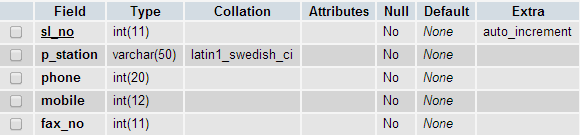 Field Type Collation Attributes Null Default Extra
sl_no int(11) No None auto_increment
p_station varchar(50) latin1_swedish_ci No None
phone int(20) No None
mobile int(12) No None
fax_no int(11) No None